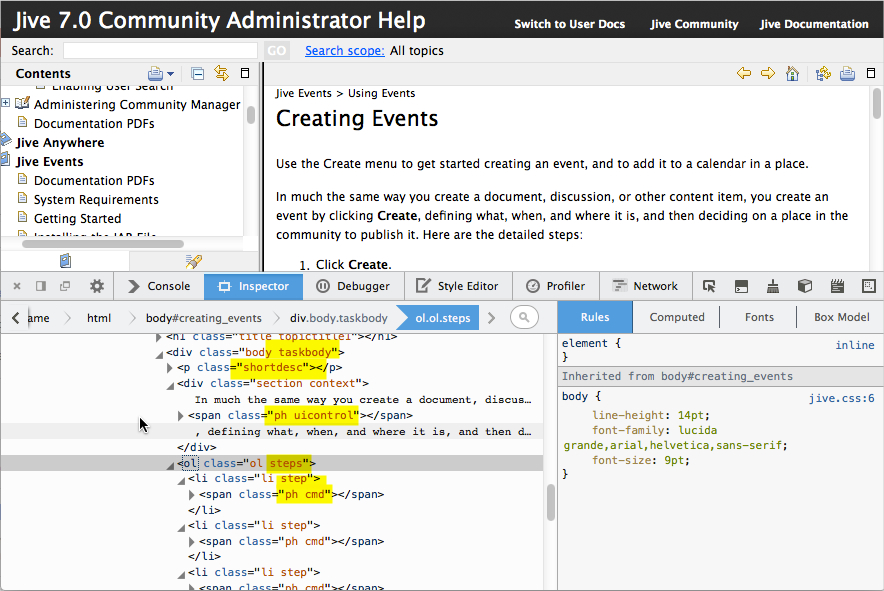 Jive 7.0 Community Administrator Help
Switch to User Docs Jive Community Jive Documentation
Search: GO Search scope: All topics
Contents
Enabling User Search
Administering Community Manager
Documentation PDFs
Jive Anywhere
Jive Events
Documentation PDFs
System Requirements
Getting Started
Installing the JAR File
Jive Events > Using Events
Creating Events
Use the Create menu to get started creating an event, and to add it to a calendar in a place.
In much the same way you create a document, discussion, or other content item, you create an
event by clicking Create, defining what, when, and where it is, and then deciding on a place in the
community to publish it. Here are the detailed steps:
1. Click Create.
Console Inspector Debugger Style Editor Profiler Network
ame html body#creating_events div.body.taskbody ol.ol.steps
Rules Computed Fonts Box Model
<h1 class="title topictitle1"></h1>
<div class="body taskbody">
<p class="shortdesc"></p>
<div class="section context">
In much the same way you create a document, discus…
<span class="ph uicontrol"></span>
, defining what, when, and where it is, and then d…
</div>
<ol class="ol steps">
<li class="li step">
<span class="ph cmd"></span>
</li>
<li class="li step">
<span class="ph cmd"></span>
</li>
<li class="li step">
<span class="ph cmd"></span>
element {
inline
}
Inherited from body#creating_events
body {
jive.css:6
line-height: 14pt;
font-family: lucida
grande,arial,helvetica,sans-serif;
font-size: 9pt;
}